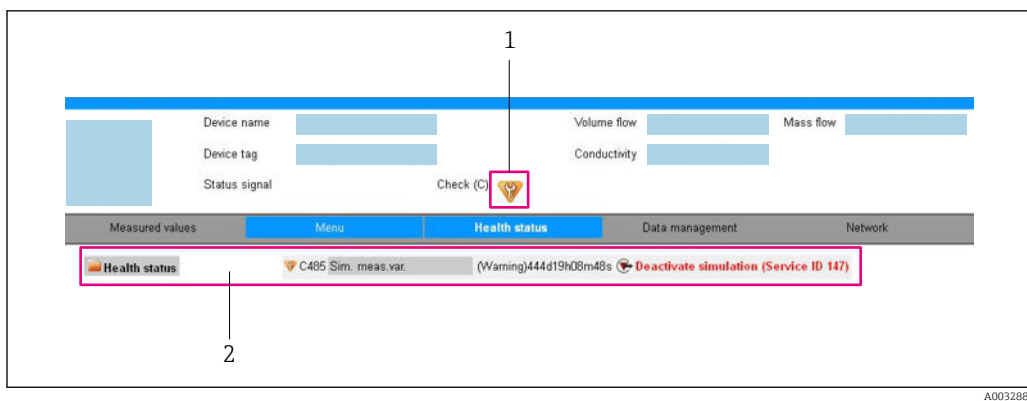 1
Device name Volume flow Mass flow
Device tag Conductivity
Status signal Check (C)
Measured values Menu Health status Data management Network
Health status C485 Sim. meas.var. (Warning)444d19h08m48s Deactivate simulation (Service ID 147)
2
A003288